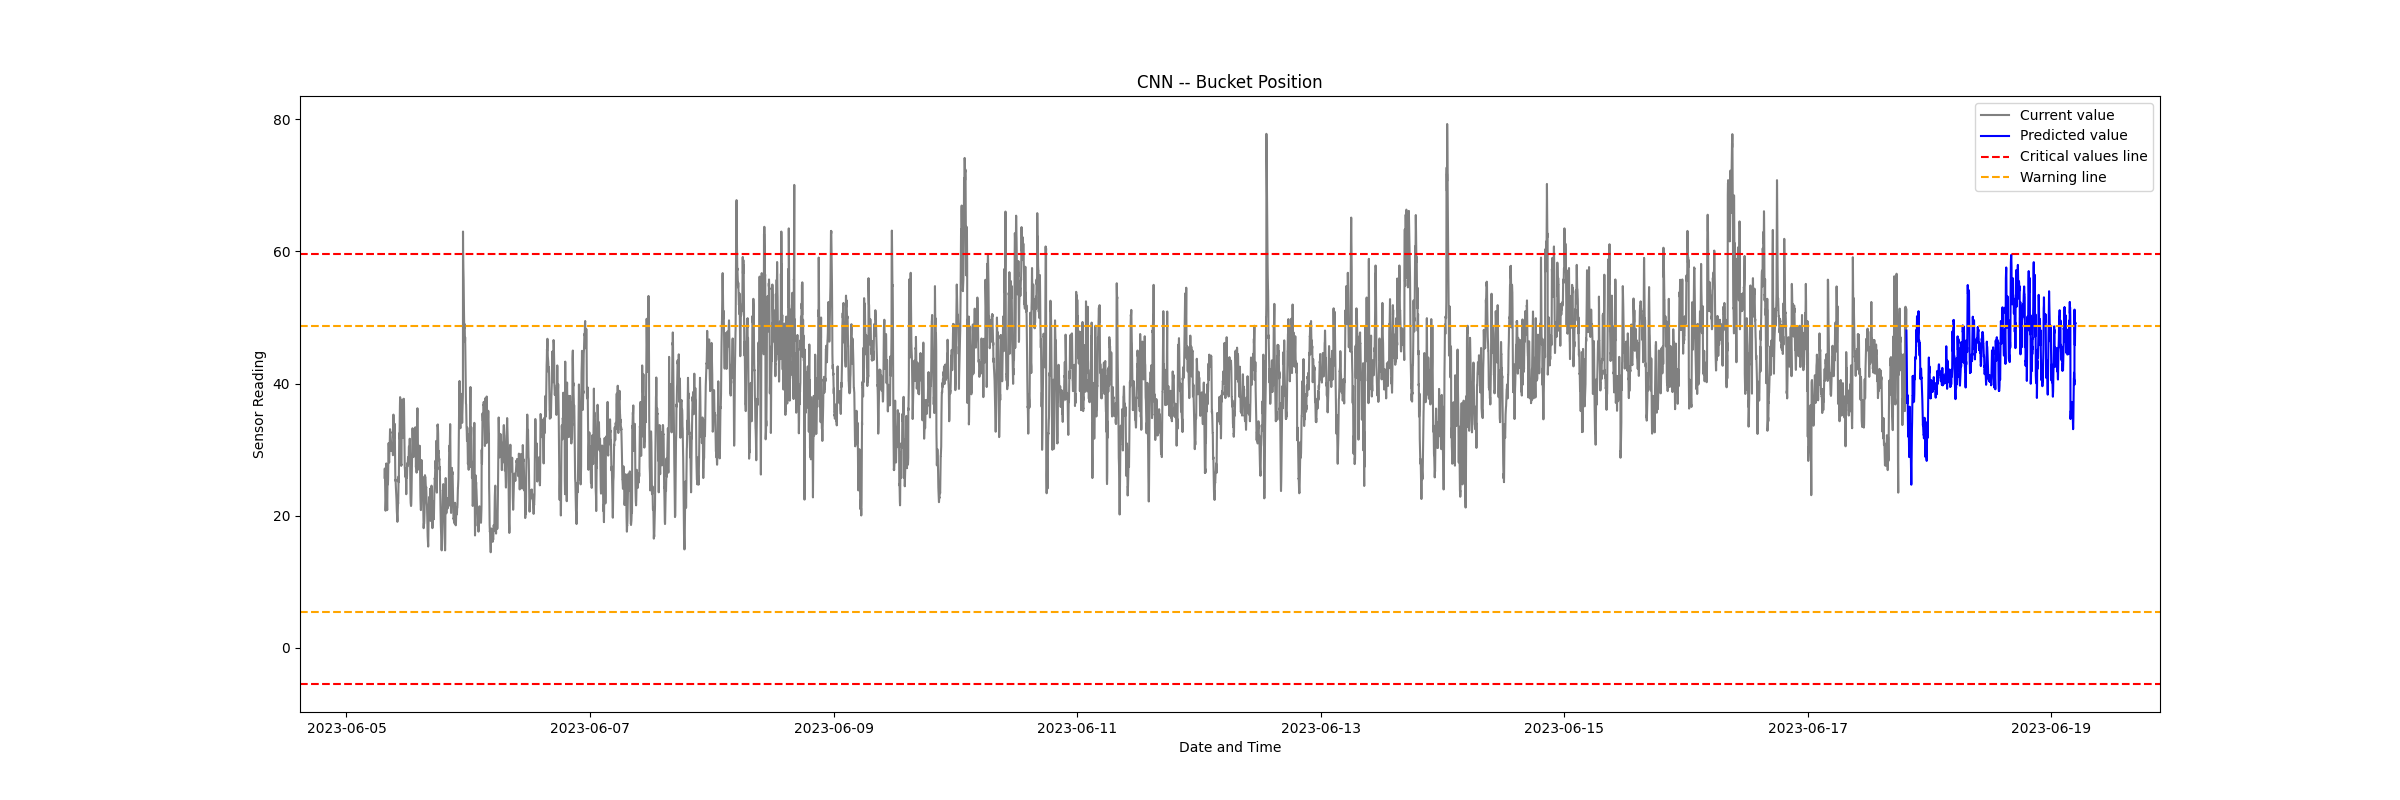 CNN -- Bucket Position
Current value
Predicted value
Critical values line
Warning line
80
60
40
20
0
Sensor Reading
2023-06-05 2023-06-07 2023-06-09 2023-06-11 2023-06-13 2023-06-15 2023-06-17 2023-06-19
Date and Time